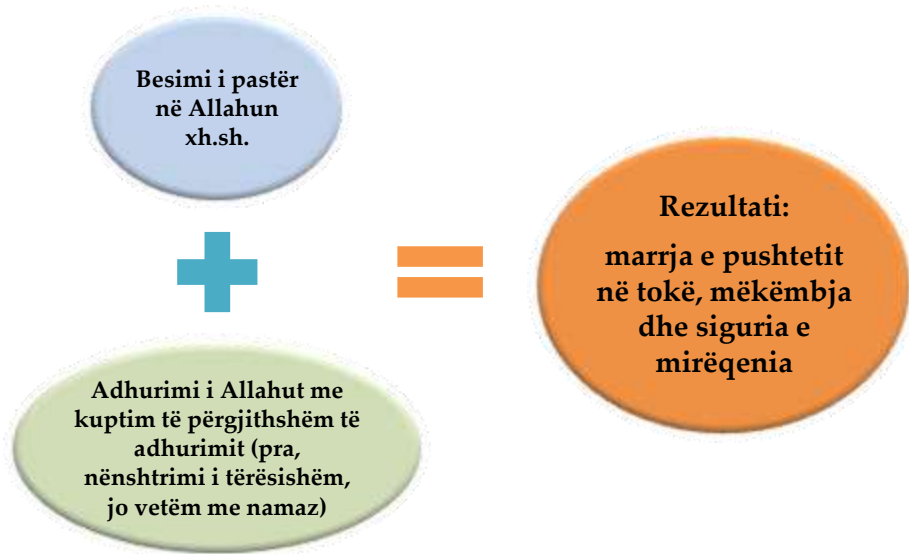 Besimi i pastër
në Allahun
xh.sh.
Adhurimi i Allahut me
kuptim të përgjithshëm të
adhurimit (pra,
nënshtrimi i tërësishëm,
jo vetëm me namaz)
Rezultati:
marrja e pushtetit
në tokë, mëkëmbja
dhe siguria e
mirëqenia